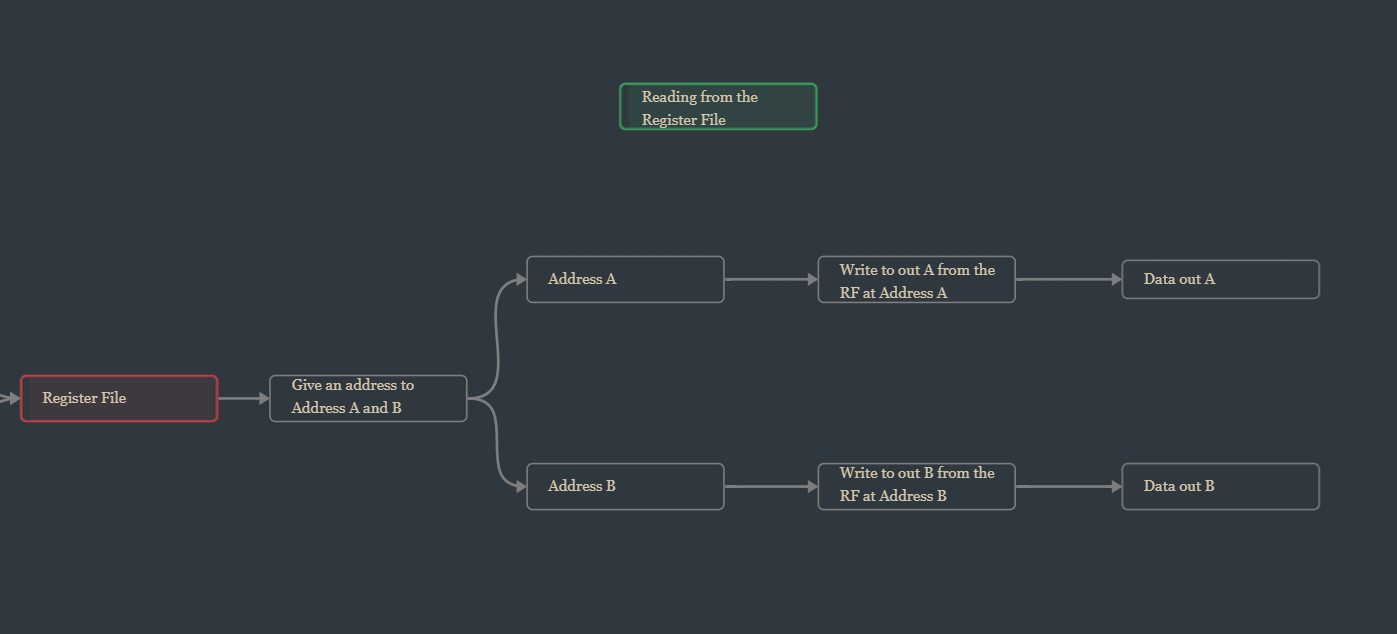 Reading from the
Register File
Address A
Write to out A from the
RF at Address A
Data out A
Register File
Give an address to
Address A and B
Address B
Write to out B from the
RF at Address B
Data out B